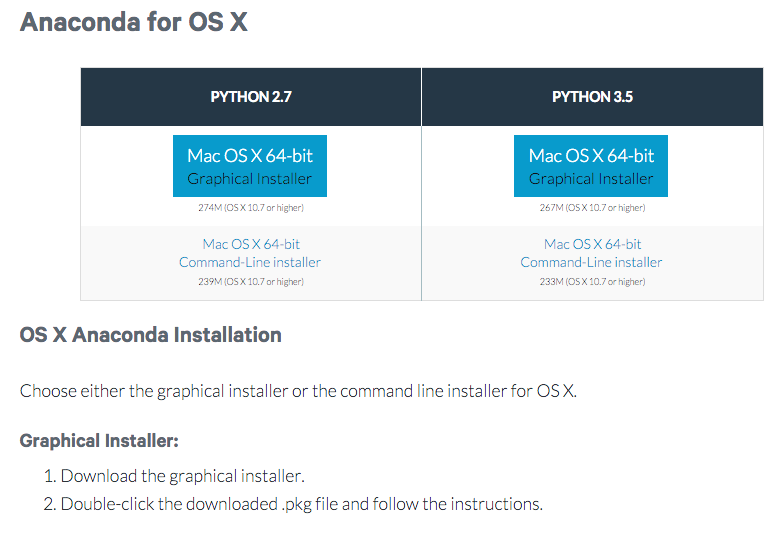 Anaconda for OS X
PYTHON 2.7
PYTHON 3.5
Mac OS X 64-bit
Graphical Installer
274M (OS X 10.7 or higher)
Mac OS X 64-bit
Graphical Installer
267M (OS X 10.7 or higher)
Mac OS X 64-bit
Command-Line installer
239M (OS X 10.7 or higher)
Mac OS X 64-bit
Command-Line installer
233M (OS X 10.7 or higher)
OS X Anaconda Installation
Choose either the graphical installer or the command line installer for OS X.
Graphical Installer:
1. Download the graphical installer.
2. Double-click the downloaded .pkg file and follow the instructions.